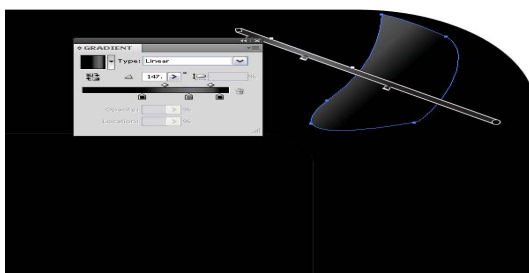 GRADIENT
Type: Linear
147. > ° %
Opacity: > %
Location: > %